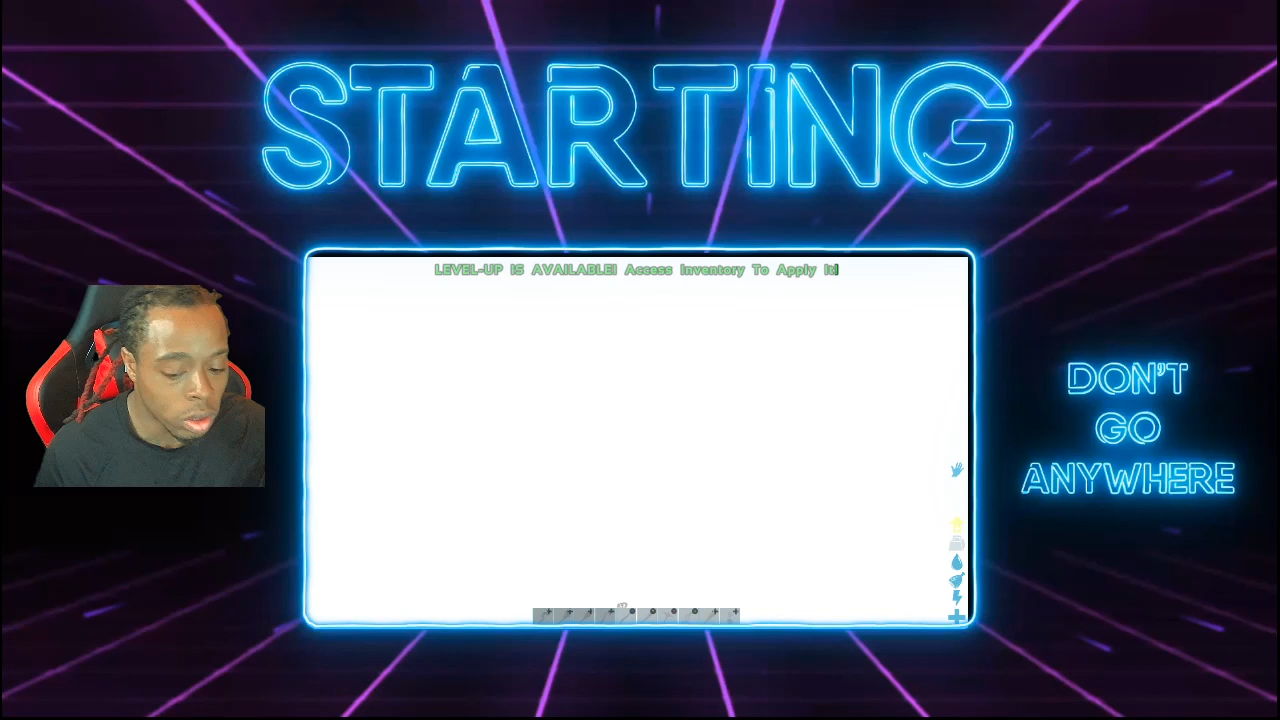 STARTING
LEVEL-UP IS AVAILABLE! Access Inventory To Apply It!
DON'T
GO
ANYWHERE